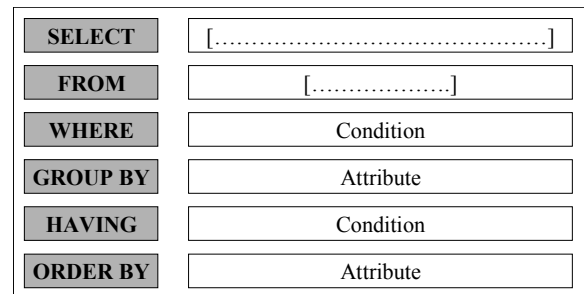 SELECT [………………………………………]
FROM [……………….]
WHERE Condition
GROUP BY Attribute
HAVING Condition
ORDER BY Attribute